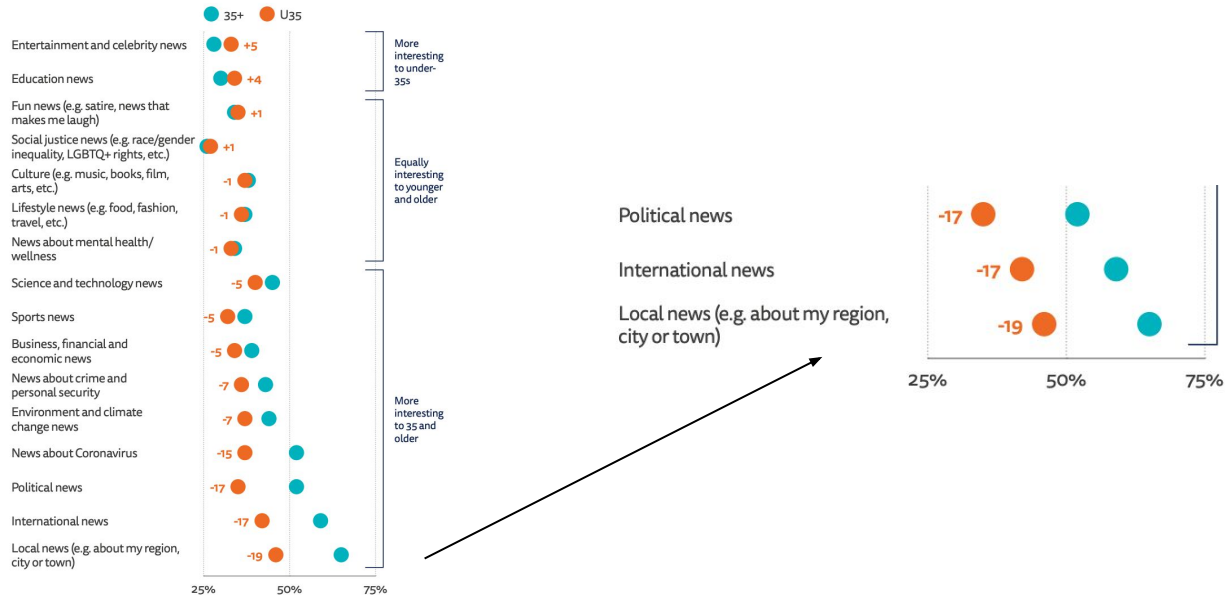 35+ U35
Entertainment and celebrity news +5
Education news +4
Fun news (e.g. satire, news that
makes me laugh) +1
Social justice news (e.g. race/gender
inequality, LGBTQ+ rights, etc.) +1
Culture (e.g. music, books, film,
arts, etc.) -1
Lifestyle news (e.g. food, fashion,
travel, etc.) -1
News about mental health/
wellness -1
Science and technology news -5
Sports news -5
Business, financial and
economic news -5
News about crime and
personal security -7
Environment and climate
change news -7
News about Coronavirus -15
Political news -17
International news -17
Local news (e.g. about my region,
city or town) -19
25% 50% 75%
More
interesting
to under-
35s
Equally
interesting
to younger
and older
More
interesting
to 35 and
older
Political news -17
International news -17
Local news (e.g. about my region,
city or town) -19
25% 50% 75%